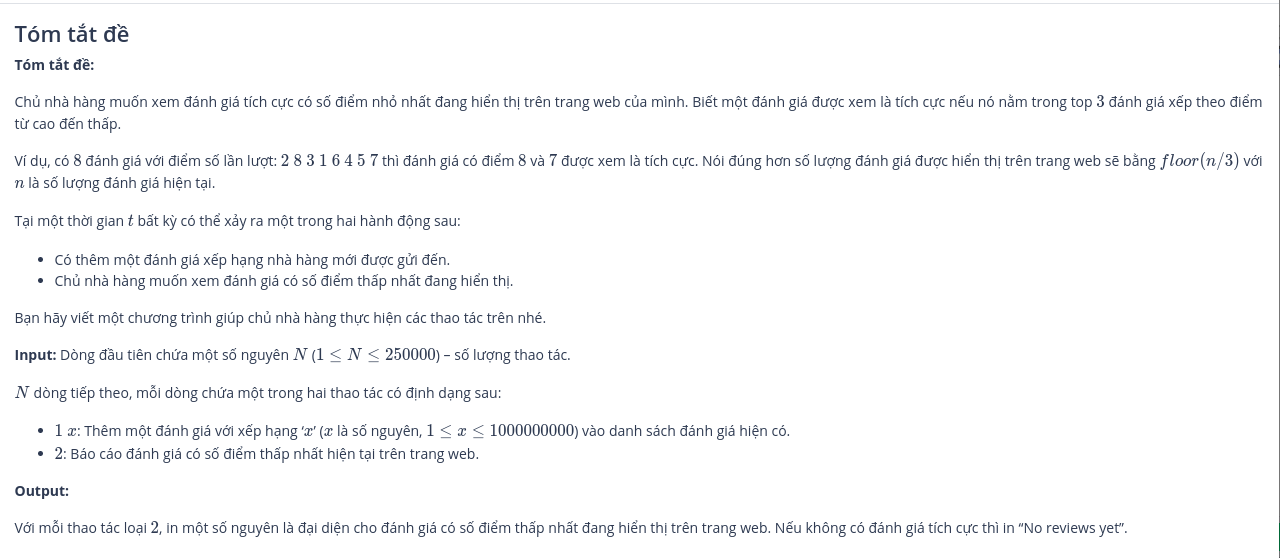 Tóm tắt đề
Tóm tắt đề:
Chủ nhà hàng muốn xem đánh giá tích cực có số điểm nhỏ nhất đang hiển thị trên trang web của mình. Biết một đánh giá được xem là tích cực nếu nó nằm trong top 3 đánh giá xếp theo điểm
từ cao đến thấp.
Ví dụ, có 8 đánh giá với điểm số lần lượt: 2 8 3 1 6 4 5 7 thì đánh giá có điểm 8 và 7 được xem là tích cực. Nói đúng hơn số lượng đánh giá được hiển thị trên trang web sẽ bằng floor(n/3) với
n là số lượng đánh giá hiện tại.
Tại một thời gian t bất kỳ có thể xảy ra một trong hai hành động sau:
• Có thêm một đánh giá xếp hạng nhà hàng mới được gửi đến.
• Chủ nhà hàng muốn xem đánh giá có số điểm thấp nhất đang hiển thị.
Bạn hãy viết một chương trình giúp chủ nhà hàng thực hiện các thao tác trên nhé.
Input: Dòng đầu tiên chứa một số nguyên N (1 ≤ N ≤ 250000) – số lượng thao tác.
N dòng tiếp theo, mỗi dòng chứa một trong hai thao tác có định dạng sau:
• 1 x: Thêm một đánh giá với xếp hạng ‘x’ (x là số nguyên, 1 ≤ x ≤ 1000000000) vào danh sách đánh giá hiện có.
• 2: Báo cáo đánh giá có số điểm thấp nhất hiện tại trên trang web.
Output:
Với mỗi thao tác loại 2, in một số nguyên là đại diện cho đánh giá có số điểm thấp nhất đang hiển thị trên trang web. Nếu không có đánh giá tích cực thì in “No reviews yet”.